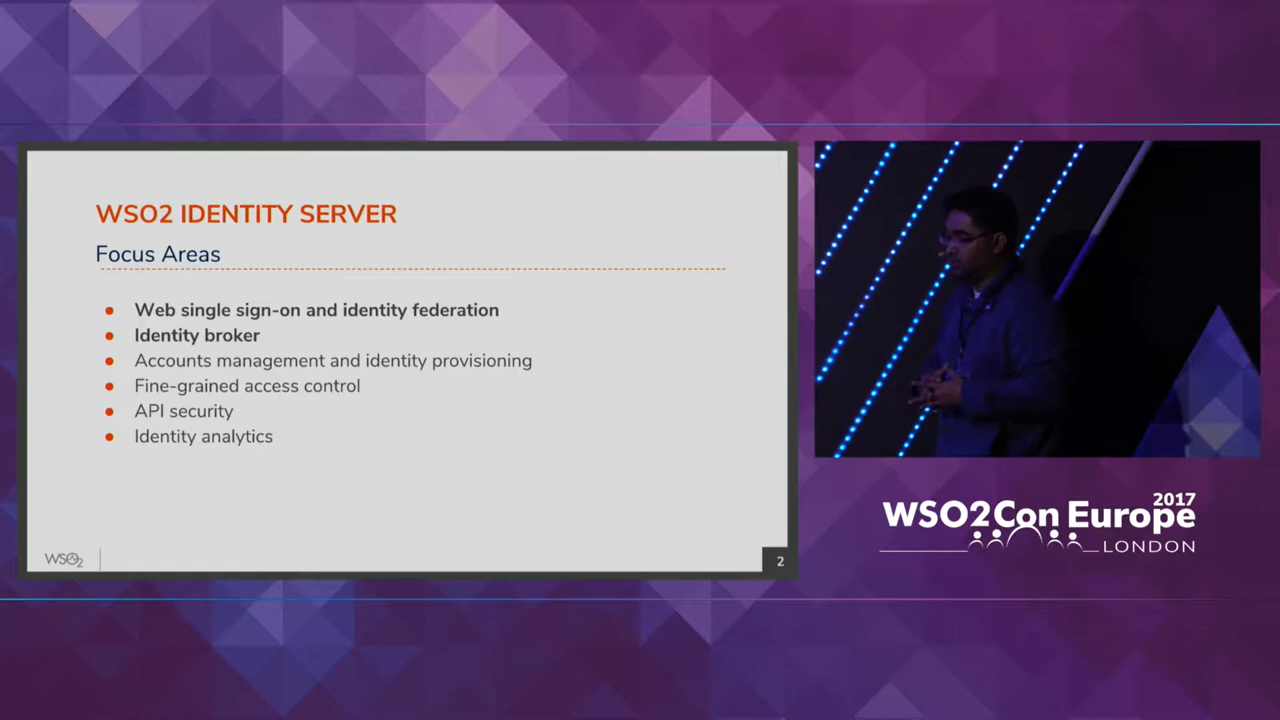 WSO2 IDENTITY SERVER
Focus Areas
Web single sign-on and identity federation
Identity broker
Accounts management and identity provisioning
Fine-grained access control
API security
Identity analytics
WSO2
2
2017
WSO2Con Europe
LONDON